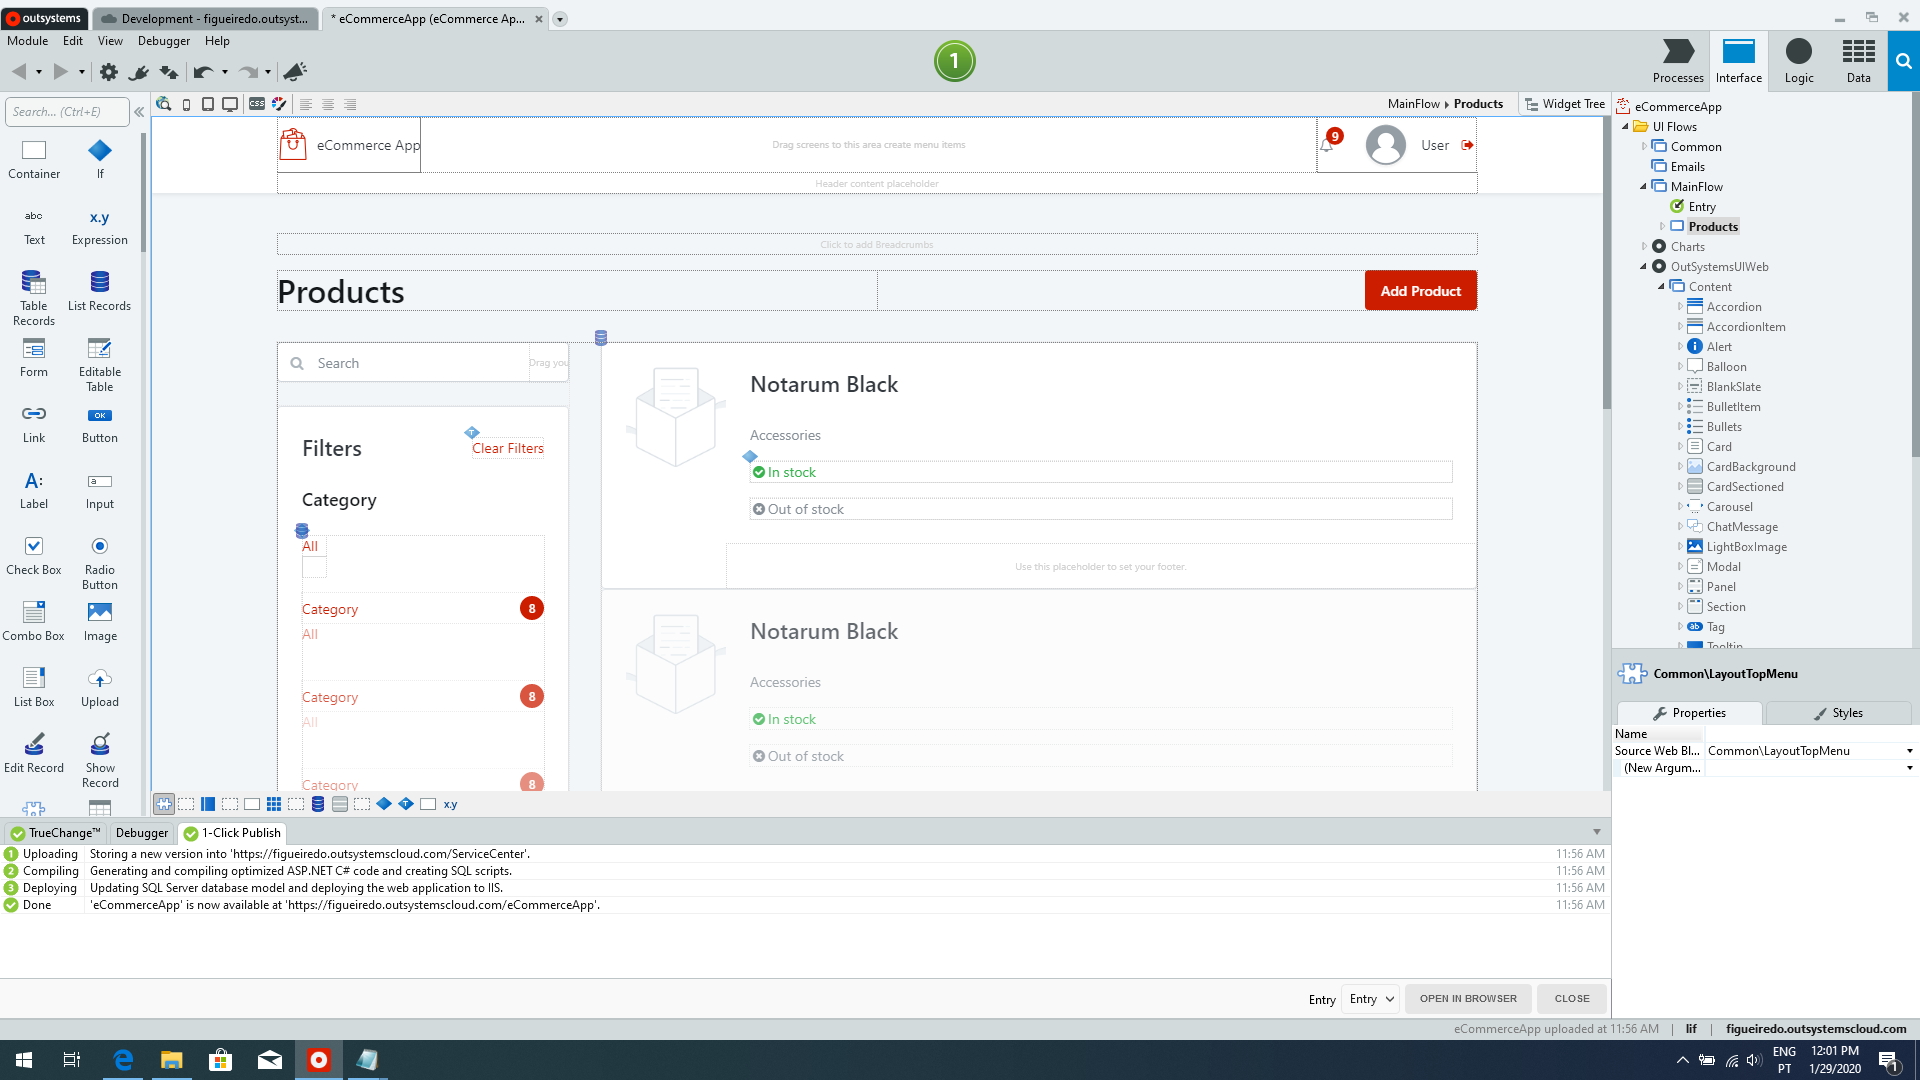 outsystems
Development - figueiredo.outsyst...
* eCommerceApp (eCommerce Ap...
Module Edit View Debugger Help
1
Processes Interface Logic Data
Search... (Ctrl+E)
CSS
MainFlow Products
Widget Tree
Container
If
abc
Text
x.y
Expression
Table Records
List Records
Form
Editable Table
Link
OK
Button
A:
Label
a
Input
Check Box
Radio Button
Combo Box
Image
List Box
Upload
Edit Record
Show Record
eCommerce App
Drag screens to this area create menu items
9
User
Header content placeholder
Click to add Breadcrumbs
Products
Add Product
Search
Drag you
Filters
Clear Filters
Category
All
Category 8
All
Category 8
All
Category 8
Notarum Black
Accessories
In stock
Out of stock
Use this placeholder to set your footer.
Notarum Black
Accessories
In stock
Out of stock
x.y
eCommerceApp
UI Flows
Common
Emails
MainFlow
Entry
Products
Charts
OutSystemsUIWeb
Content
Accordion
AccordionItem
Alert
Balloon
BlankSlate
BulletItem
Bullets
Card
CardBackground
CardSectioned
Carousel
ChatMessage
LightBoxImage
Modal
Panel
Section
ab Tag
Tooltip
Common\LayoutTopMenu
Properties
Styles
Name
Source Web Bl... Common\LayoutTopMenu
(New Argum...
TrueChange™ Debugger 1-Click Publish
1 Uploading Storing a new version into 'https://figueiredo.outsystemscloud.com/ServiceCenter'. 11:56 AM
2 Compiling Generating and compiling optimized ASP.NET C# code and creating SQL scripts. 11:56 AM
3 Deploying Updating SQL Server database model and deploying the web application to IIS. 11:56 AM
Done 'eCommerceApp' is now available at 'https://figueiredo.outsystemscloud.com/eCommerceApp'. 11:56 AM
Entry Entry OPEN IN BROWSER CLOSE
eCommerceApp uploaded at 11:56 AM | lif | figueiredo.outsystemscloud.com
ENG
PT
12:01 PM
1/29/2020
1